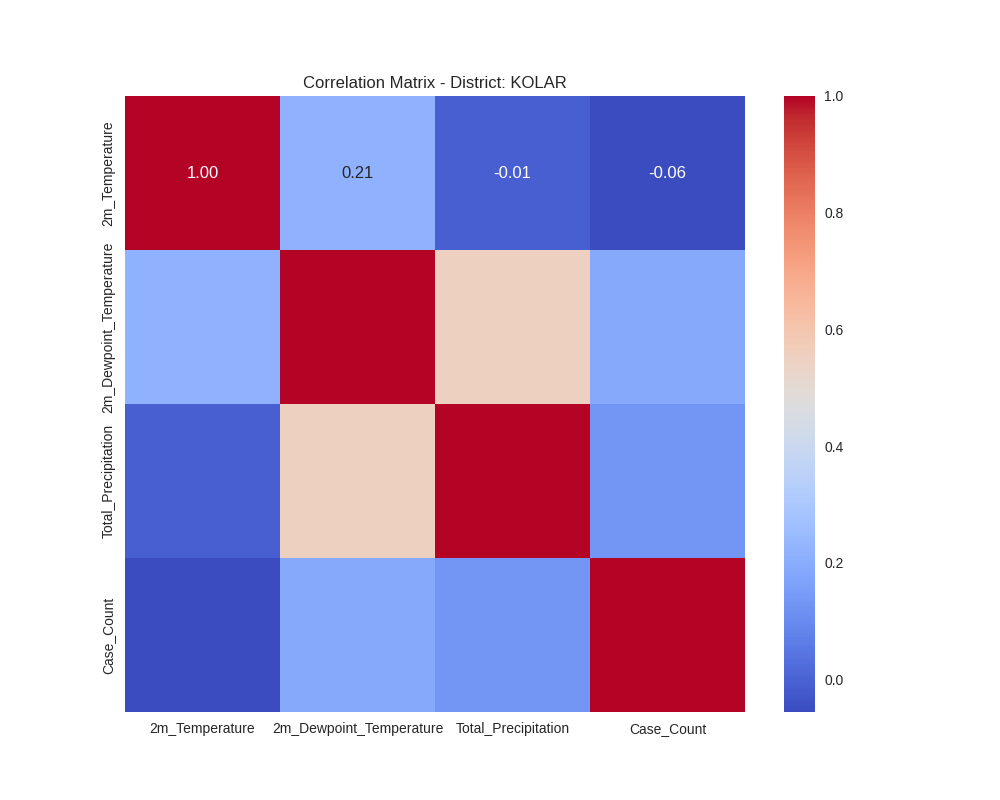 Correlation Matrix - District: KOLAR
2m_Temperature
1.00 0.21 -0.01 -0.06
2m_Dewpoint_Temperature
Total_Precipitation
Case_Count
2m_Temperature 2m_Dewpoint_Temperature Total_Precipitation Case_Count
1.0
0.8
0.6
0.4
0.2
0.0